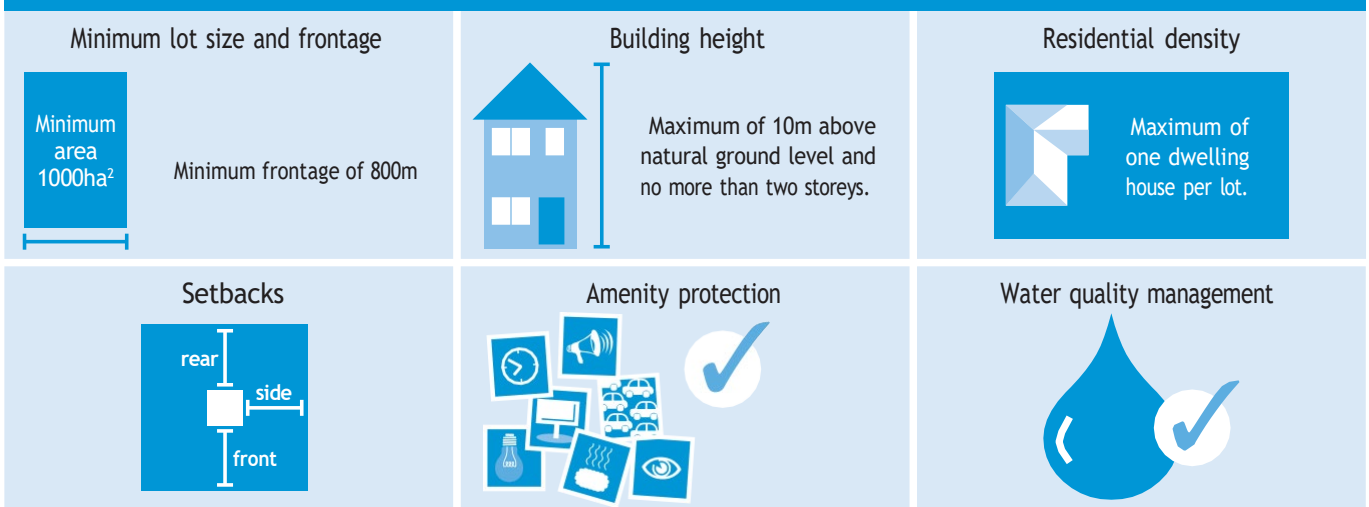 Minimum lot size and frontage
Minimum
area
1000ha²
Minimum frontage of 800m
Building height
Maximum of 10m above
natural ground level and
no more than two storeys.
Residential density
Maximum of
one dwelling
house per lot.
Setbacks
rear
side
front
Amenity protection
Water quality management